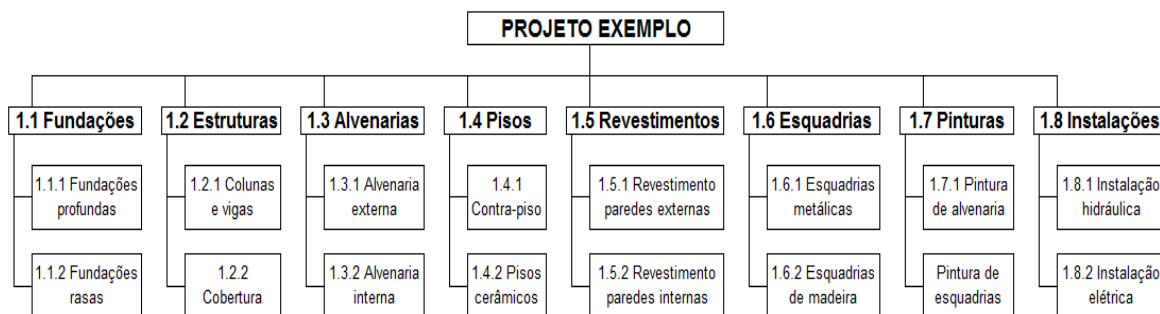 PROJETO EXEMPLO
1.1 Fundações
1.2 Estruturas
1.3 Alvenarias
1.4 Pisos
1.5 Revestimentos
1.6 Esquadrias
1.7 Pinturas
1.8 Instalações
1.1.1 Fundações
profundas
1.2.1 Colunas
e vigas
1.3.1 Alvenaria
externa
1.4.1
Contra-piso
1.5.1 Revestimento
paredes externas
1.6.1 Esquadrias
metálicas
1.7.1 Pintura
de alvenaria
1.8.1 Instalação
hidráulica
1.1.2 Fundações
rasas
1.2.2
Cobertura
1.3.2 Alvenaria
interna
1.4.2 Pisos
cerâmicos
1.5.2 Revestimento
paredes internas
1.6.2 Esquadrias
de madeira
Pintura de
esquadrias
1.8.2 Instalação
elétrica